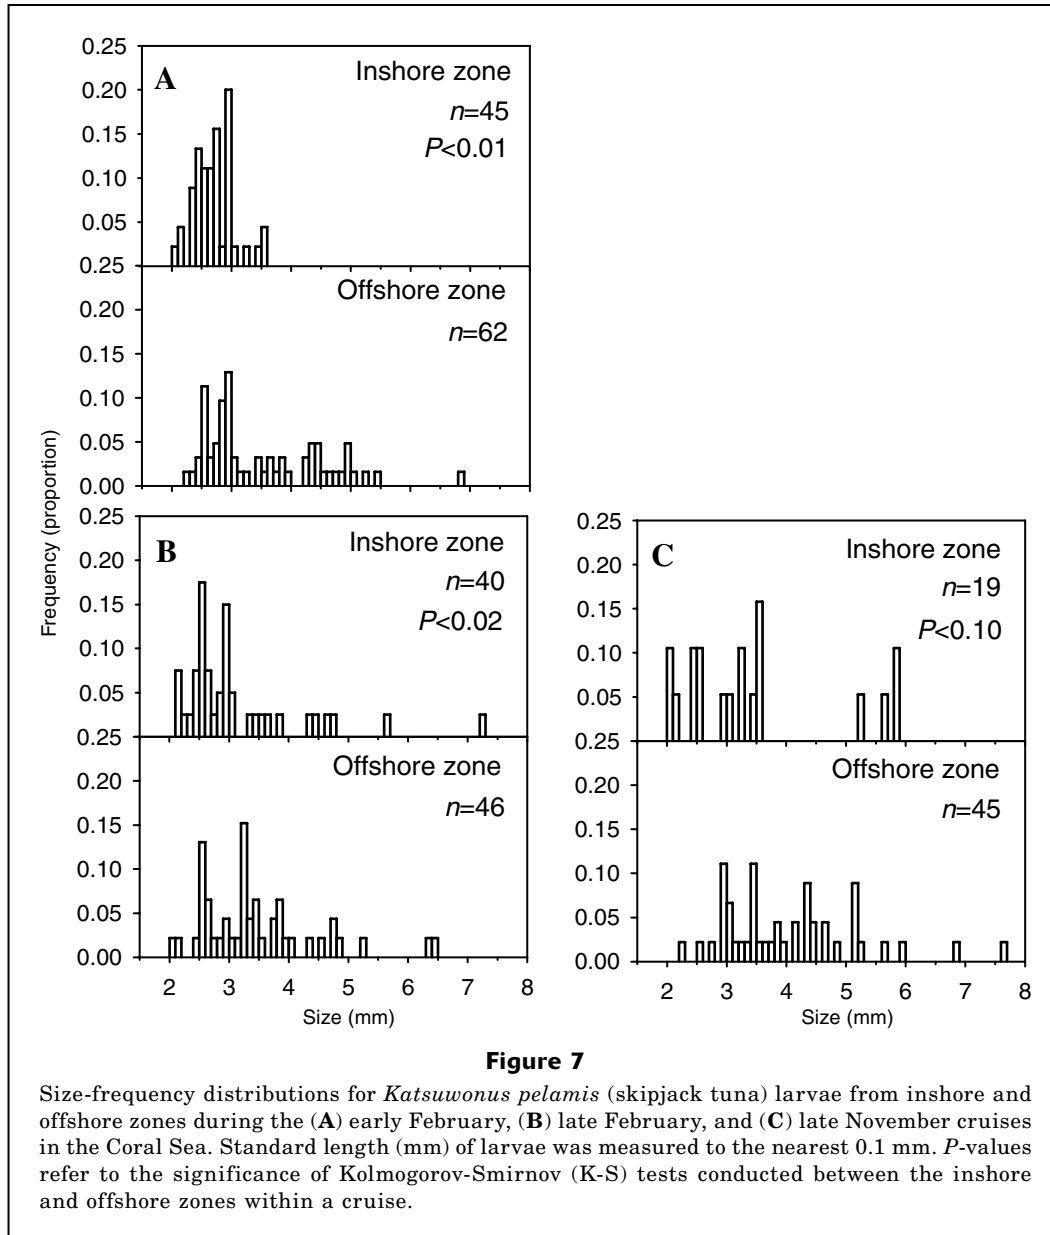 0.25
0.20
0.15
0.10
0.05
0.25
0.20
0.15
0.10
0.05
0.00
A
Inshore zone
n=45
P<0.01
Offshore zone
n=62
Frequency (proportion)
0.25
0.20
0.15
0.10
0.05
0.25
0.20
0.15
0.10
0.05
0.00
B
Inshore zone
n=40
P<0.02
Offshore zone
n=46
2 3 4 5 6 7 8
Size (mm)
0.25
0.20
0.15
0.10
0.05
0.25
0.20
0.15
0.10
0.05
0.00
C
Inshore zone
n=19
P<0.10
Offshore zone
n=45
2 3 4 5 6 7 8
Size (mm)
Figure 7
Size-frequency distributions for Katsuwonus pelamis (skipjack tuna) larvae from inshore and
offshore zones during the (A) early February, (B) late February, and (C) late November cruises
in the Coral Sea. Standard length (mm) of larvae was measured to the nearest 0.1 mm. P-values
refer to the significance of Kolmogorov-Smirnov (K-S) tests conducted between the inshore
and offshore zones within a cruise.